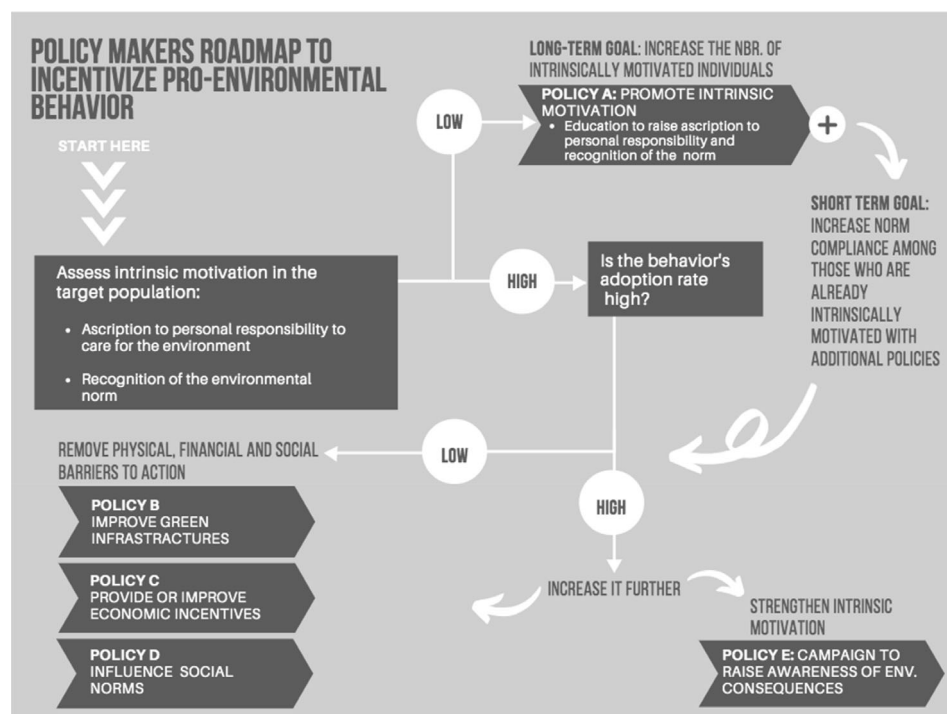 POLICY MAKERS ROADMAP TO
INCENTIVIZE PRO-ENVIRONMENTAL
BEHAVIOR
START HERE
Assess intrinsic motivation in the
target population:
• Ascription to personal responsibility to
care for the environment
• Recognition of the environmental
norm
LOW
LONG-TERM GOAL: INCREASE THE NBR. OF
INTRINSICALLY MOTIVATED INDIVIDUALS
POLICY A: PROMOTE INTRINSIC
MOTIVATION
• Education to raise ascription to
personal responsibility and
recognition of the norm
+
SHORT TERM GOAL:
INCREASE NORM
COMPLIANCE AMONG
THOSE WHO ARE
ALREADY
INTRINSICALLY
MOTIVATED WITH
ADDITIONAL POLICIES
HIGH
Is the behavior's
adoption rate
high?
LOW
REMOVE PHYSICAL, FINANCIAL AND SOCIAL
BARRIERS TO ACTION
POLICY B
IMPROVE GREEN
INFRASTRACTURES
POLICY C
PROVIDE OR IMPROVE
ECONOMIC INCENTIVES
POLICY D
INFLUENCE SOCIAL
NORMS
HIGH
INCREASE IT FURTHER
STRENGTHEN INTRINSIC
MOTIVATION
POLICY E: CAMPAIGN TO
RAISE AWARENESS OF ENV.
CONSEQUENCES